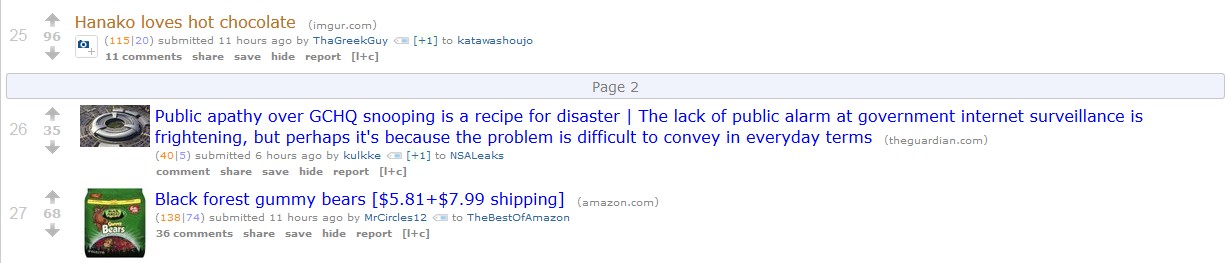 25
96
Hanako loves hot chocolate (imgur.com)
(115|20) submitted 11 hours ago by ThaGreekGuy [+1] to katawashoujo
11 comments share save hide report [l+c]
Page 2
26
35
Public apathy over GCHQ snooping is a recipe for disaster | The lack of public alarm at government internet surveillance is
frightening, but perhaps it's because the problem is difficult to convey in everyday terms (theguardian.com)
(40|5) submitted 6 hours ago by kulkke [+1] to NSALeaks
comment share save hide report [l+c]
27
68
Bears
Black forest gummy bears [$5.81+$7.99 shipping] (amazon.com)
(138|74) submitted 11 hours ago by MrCircles12 to TheBestOfAmazon
36 comments share save hide report [l+c]